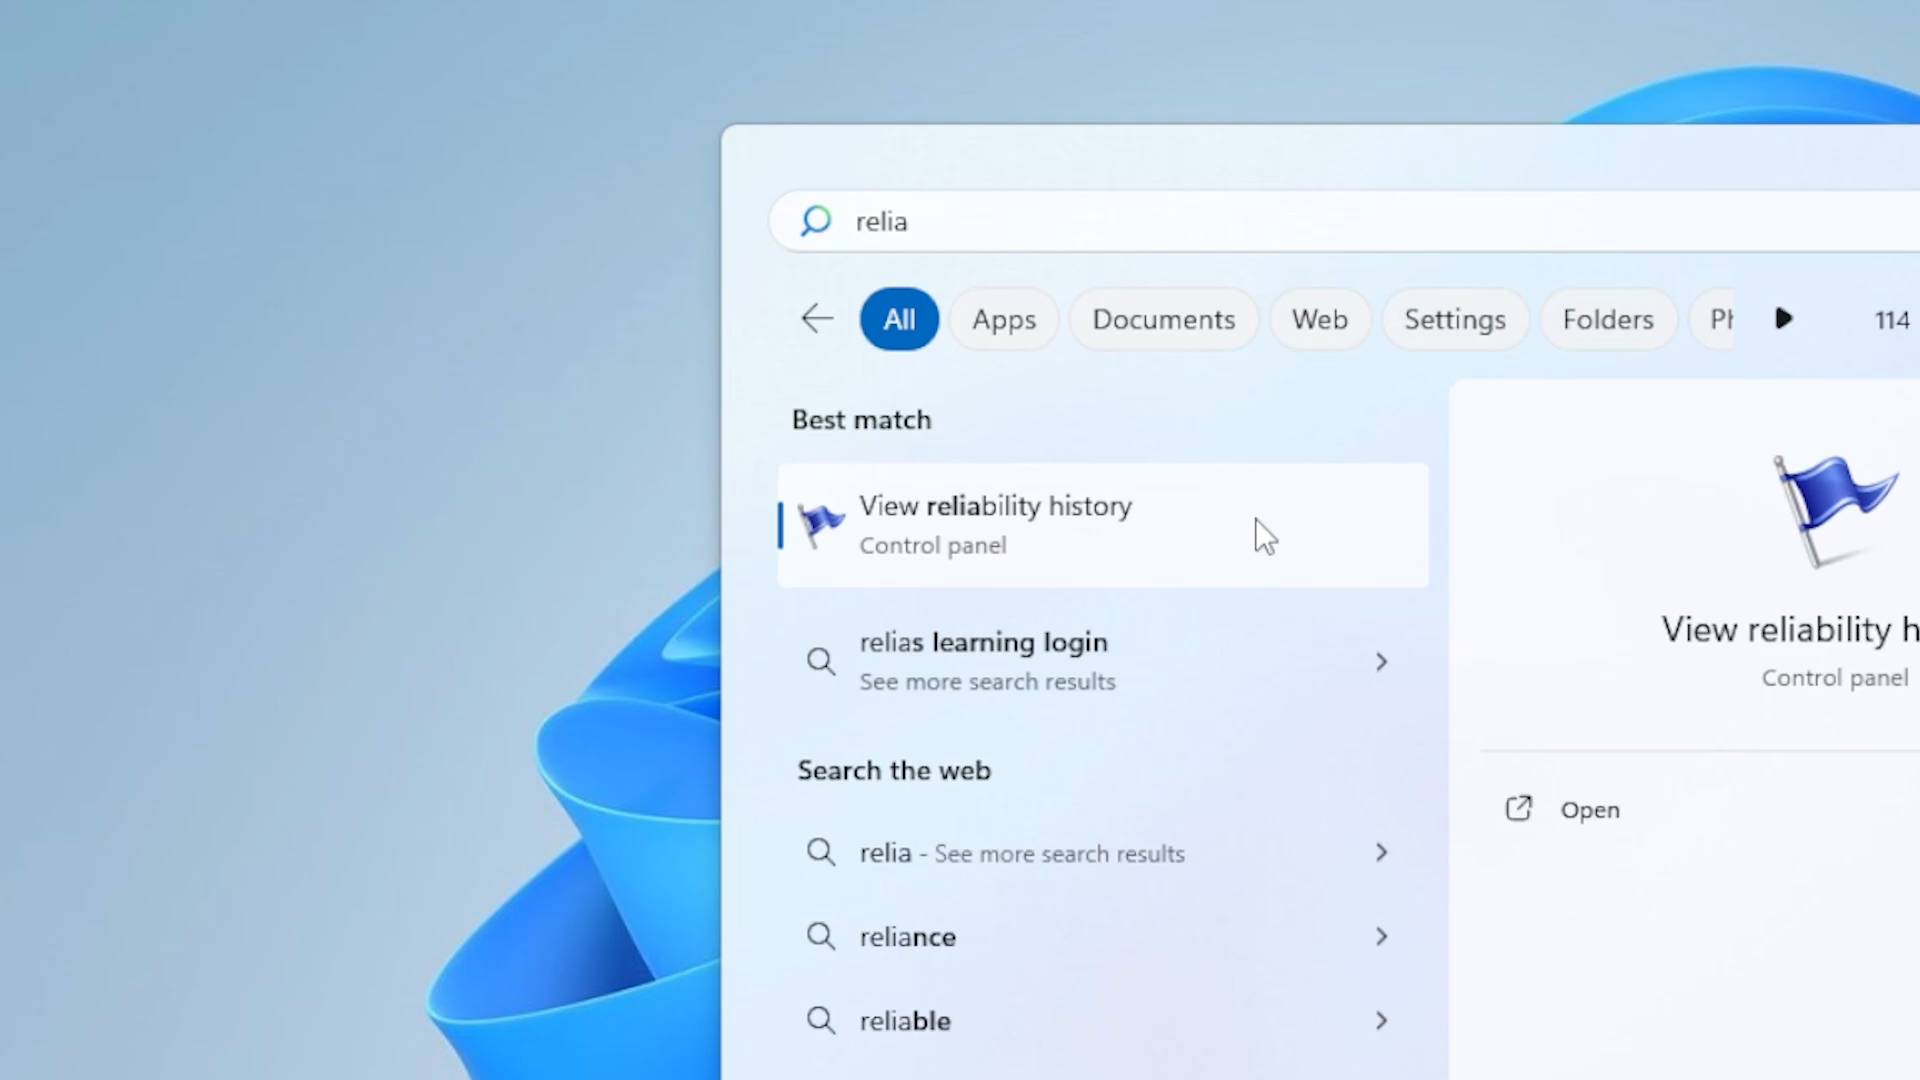 relia
All Apps Documents Web Settings Folders Ph 114
Best match
View reliability history
Control panel
relias learning login
See more search results
Search the web
relia - See more search results
reliance
reliable
View reliability h
Control panel
Open